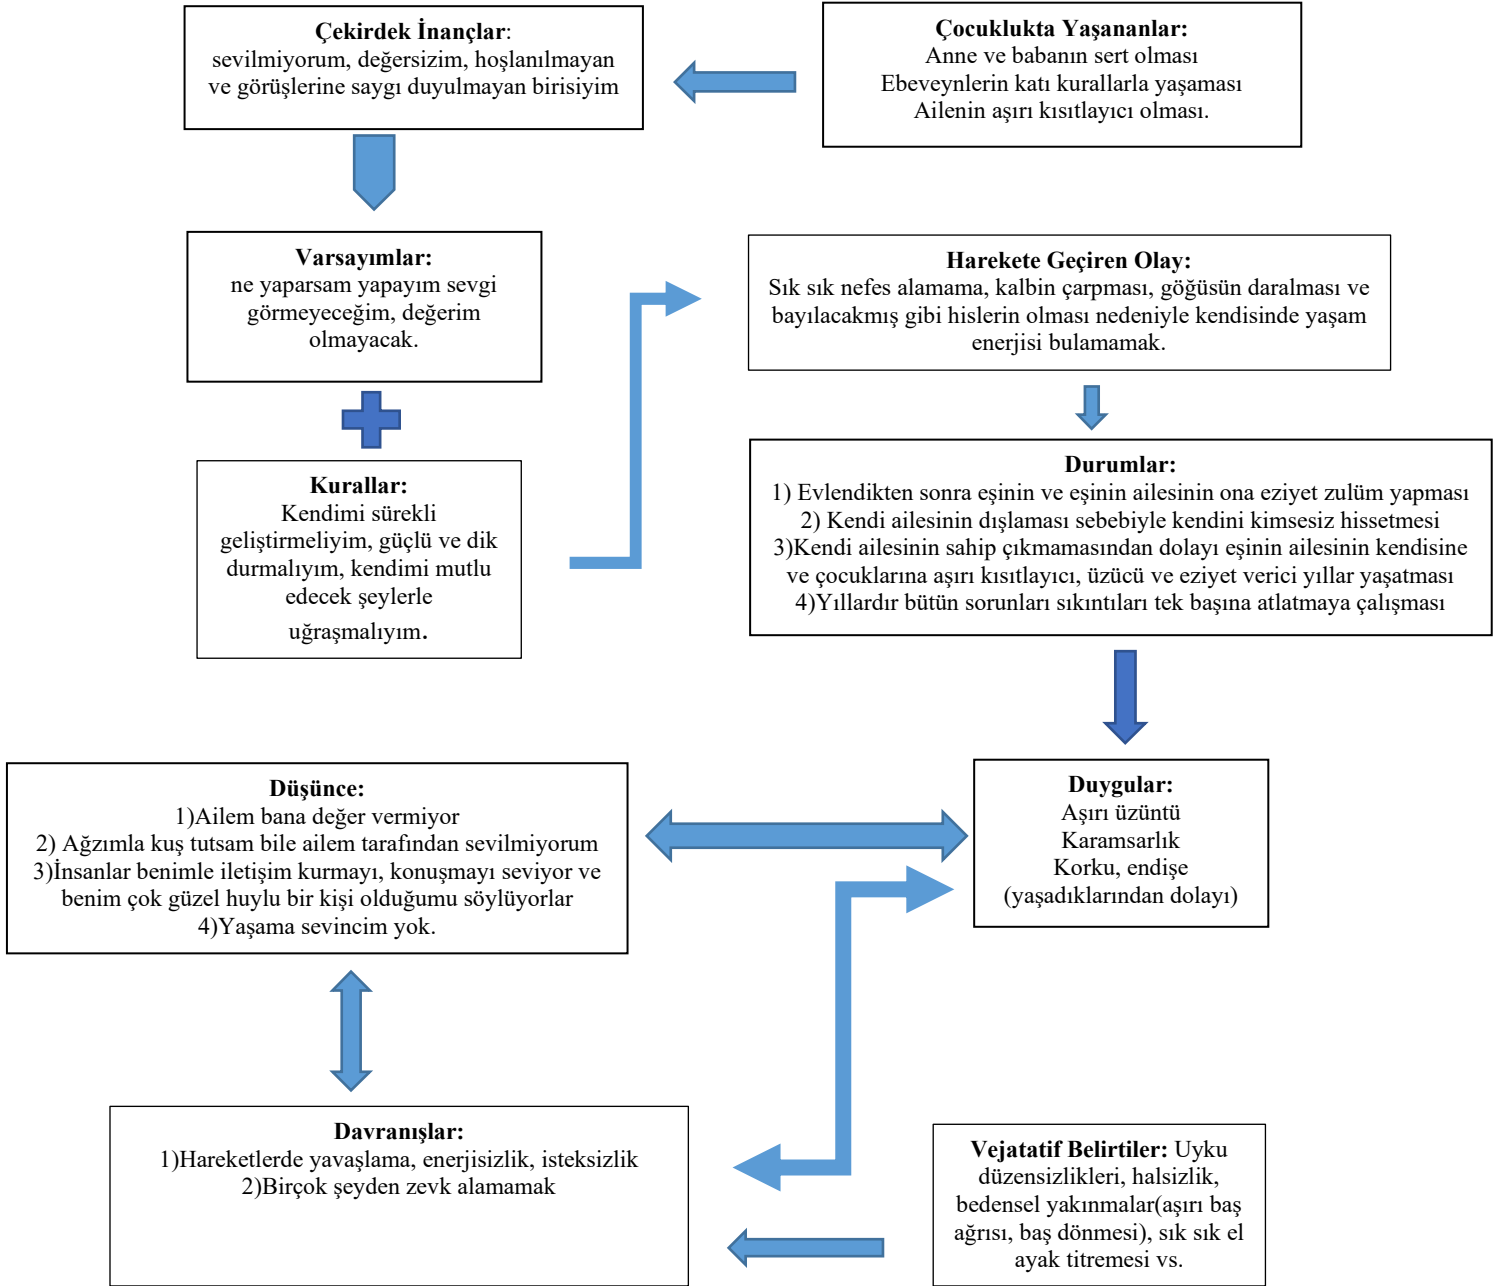 Çekirdek İnançlar:
sevilmiyorum, değersizim, hoşlanılmayan
ve görüşlerine saygı duyulmayan birisiyim
Çocuklukta Yaşananlar:
Anne ve babanın sert olması
Ebeveynlerin katı kurallarla yaşaması
Ailenin aşırı kısıtlayıcı olması.
Varsayımlar:
ne yaparsam yapayım sevgi
görmeyeceğim, değerim
olmayacak.
Harekete Geçiren Olay:
Sık sık nefes alamama, kalbin çarpması, göğüsün daralması ve
bayılacakmış gibi hislerin olması nedeniyle kendisinde yaşam
enerjisi bulamamak.
Kurallar:
Kendimi sürekli
geliştirmeliyim, güçlü ve dik
durmalıyım, kendimi mutlu
edecek şeylerle
uğraşmalıyım.
Durumlar:
1) Evlendikten sonra eşinin ve eşinin ailesinin ona eziyet zulüm yapması
2) Kendi ailesinin dışlaması sebebiyle kendini kimsesiz hissetmesi
3)Kendi ailesinin sahip çıkmamasından dolayı eşinin ailesinin kendisine
ve çocuklarına aşırı kısıtlayıcı, üzücü ve eziyet verici yıllar yaşatması
4)Yıllardır bütün sorunları sıkıntıları tek başına atlatmaya çalışması
Düşünce:
1)Ailem bana değer vermiyor
2) Ağzımla kuş tutsam bile ailem tarafından sevilmiyorum
3)İnsanlar benimle iletişim kurmayı, konuşmayı seviyor ve
benim çok güzel huylu bir kişi olduğumu söylüyorlar
4)Yaşama sevincim yok.
Duygular:
Aşırı üzüntü
Karamsarlık
Korku, endişe
(yaşadıklarından dolayı)
Davranışlar:
1)Hareketlerde yavaşlama, enerjisizlik, isteksizlik
2)Birçok şeyden zevk alamamak
Vejatatif Belirtiler: Uyku
düzensizlikleri, halsizlik,
bedensel yakınmalar(aşırı baş
ağrısı, baş dönmesi), sık sık el
ayak titremesi vs.